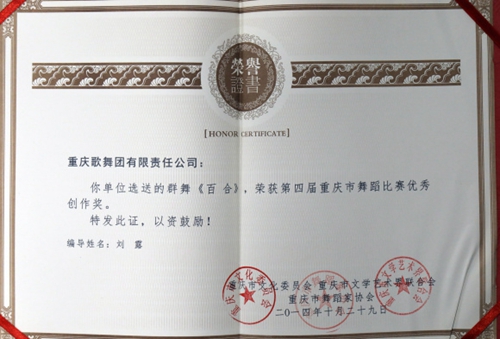 榮譽
證書
[HONOR CERTIFICATE]
重庆歌舞团有限责任公司：
你单位选送的群舞《百合》，荣获第四届重庆市舞蹈比赛优秀
创作奖。
特发此证，以资鼓励！
编导姓名：刘 露
重庆市文化委员会 重庆市文学艺术界联合会
重庆市舞蹈家协会
二〇一四年十月二十九日